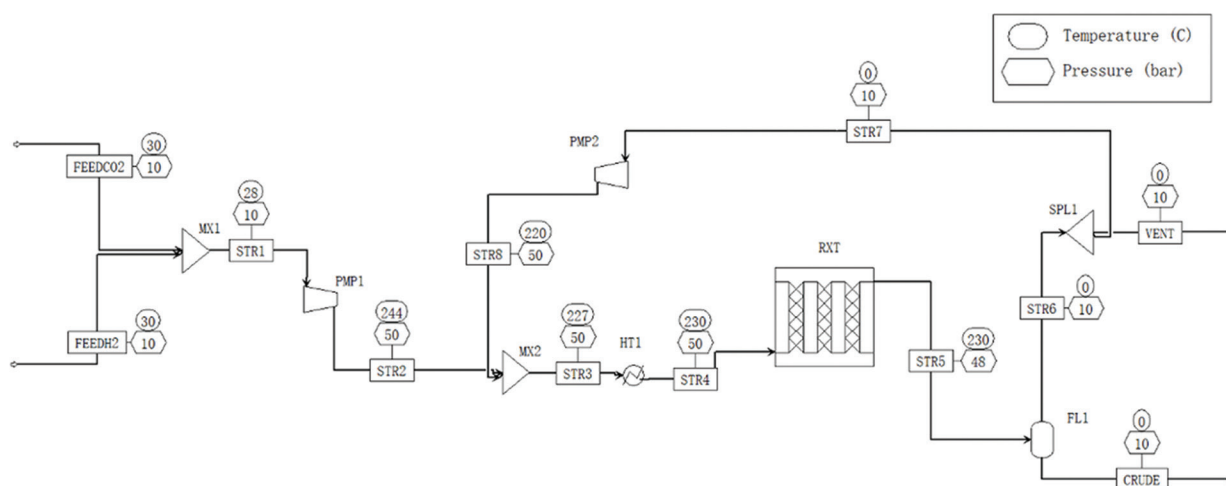 Temperature (C)
Pressure (bar)
0
10
STR7
PMP2
30
FEEDCO2
10
28
10
MX1
STR1
0
10
SPL1
VENT
220
STR8
50
PMP1
RXT
0
STR6
10
30
FEEDH2
10
244
50
STR2
227
50
MX2
STR3
HT1
230
50
STR4
230
STR5
48
FL1
0
10
CRUDE